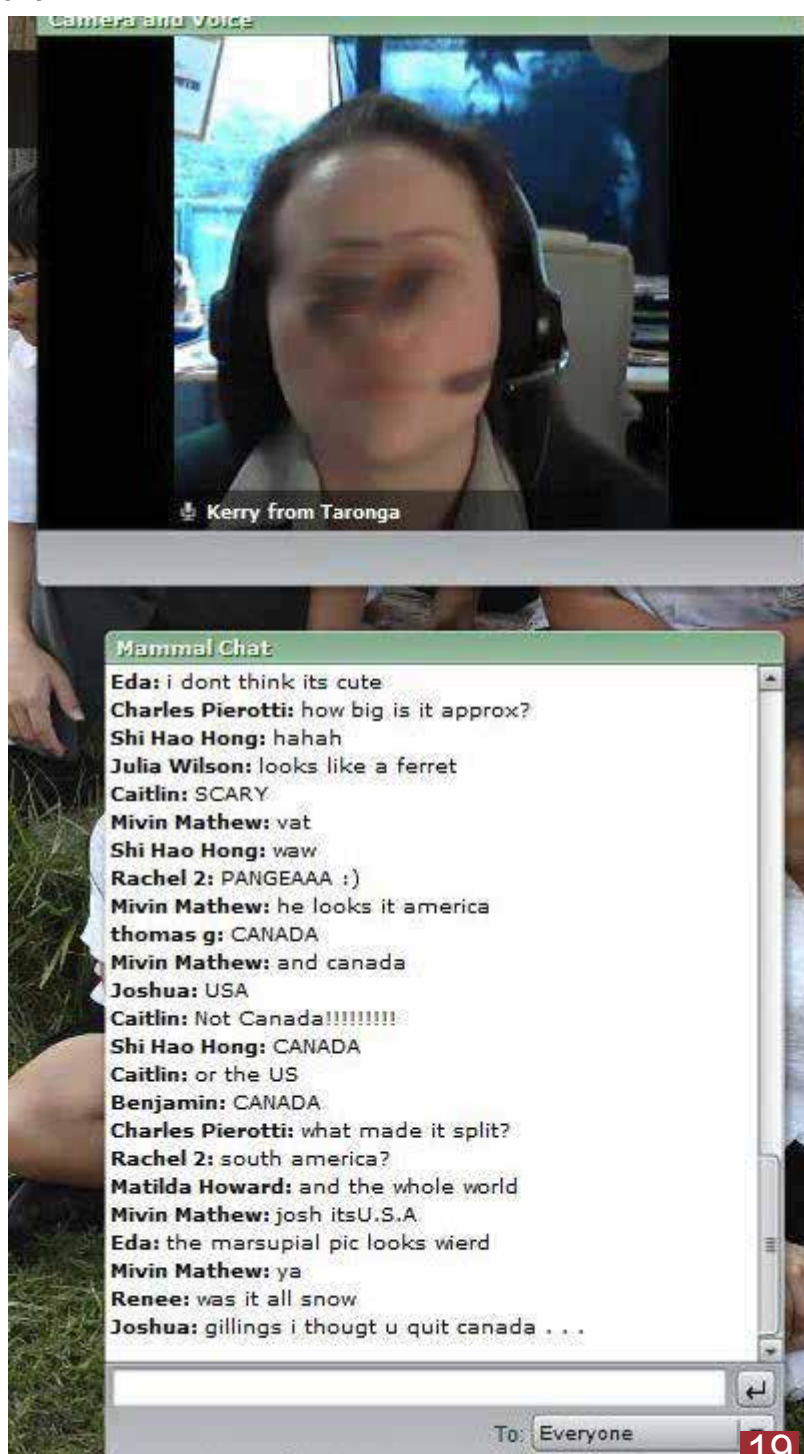 Camera and Voice
Kerry from Taronga
Mammal Chat
Eda: i dont think its cute
Charles Pierotti: how big is it approx?
Shi Hao Hong: hahah
Julia Wilson: looks like a ferret
Caitlin: SCARY
Mivin Mathew: vat
Shi Hao Hong: waw
Rachel 2: PANGEAAA :)
Mivin Mathew: he looks it america
thomas g: CANADA
Mivin Mathew: and canada
Joshua: USA
Caitlin: Not Canada!!!!!!!!!
Shi Hao Hong: CANADA
Caitlin: or the US
Benjamin: CANADA
Charles Pierotti: what made it split?
Rachel 2: south america?
Matilda Howard: and the whole world
Mivin Mathew: josh itsU.S.A
Eda: the marsupial pic looks wierd
Mivin Mathew: ya
Renee: was it all snow
Joshua: gillings i thougt u quit canada . . .
To: Everyone
19